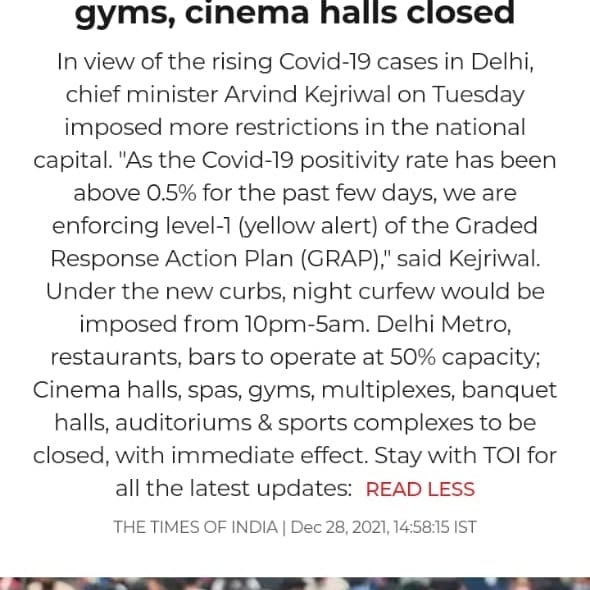 gyms, cinema halls closed
In view of the rising Covid-19 cases in Delhi,
chief minister Arvind Kejriwal on Tuesday
imposed more restrictions in the national
capital. "As the Covid-19 positivity rate has been
above 0.5% for the past few days, we are
enforcing level-1 (yellow alert) of the Graded
Response Action Plan (GRAP)," said Kejriwal.
Under the new curbs, night curfew would be
imposed from 10pm-5am. Delhi Metro,
restaurants, bars to operate at 50% capacity;
Cinema halls, spas, gyms, multiplexes, banquet
halls, auditoriums & sports complexes to be
closed, with immediate effect. Stay with TOI for
all the latest updates: READ LESS
THE TIMES OF INDIA | Dec 28, 2021, 14:58:15 IST